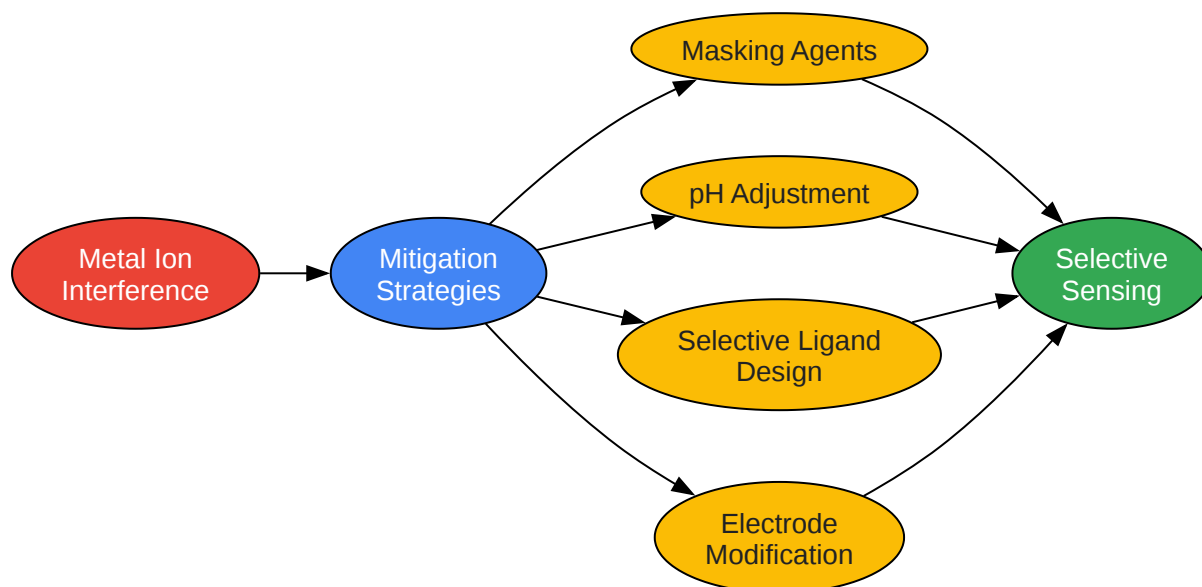 Metal Ion
Interference
Mitigation
Strategies
Masking Agents
pH Adjustment
Selective Ligand
Design
Electrode
Modification
Selective
Sensing